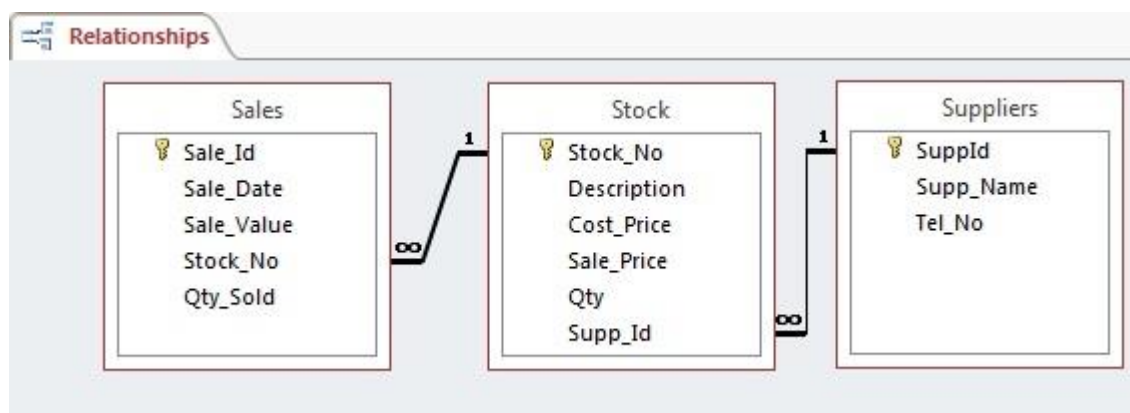 Relationships
Sales
Sale_Id
Sale_Date
Sale_Value
Stock_No
Qty_Sold
1
∞
Stock
Stock_No
Description
Cost_Price
Sale_Price
Qty
Supp_Id
1
∞
Suppliers
SuppId
Supp_Name
Tel_No